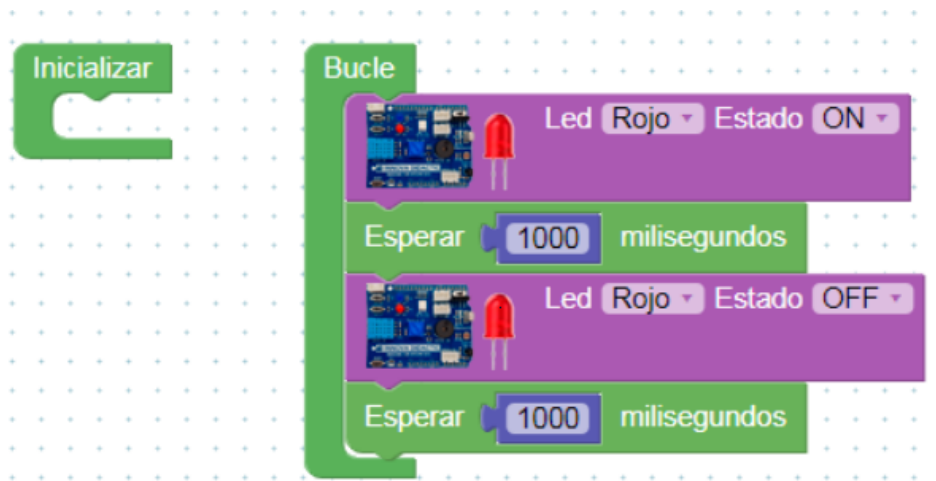 Inicializar
Bucle
Led Rojo Estado ON
Esperar 1000 milisegundos
Led Rojo Estado OFF
Esperar 1000 milisegundos